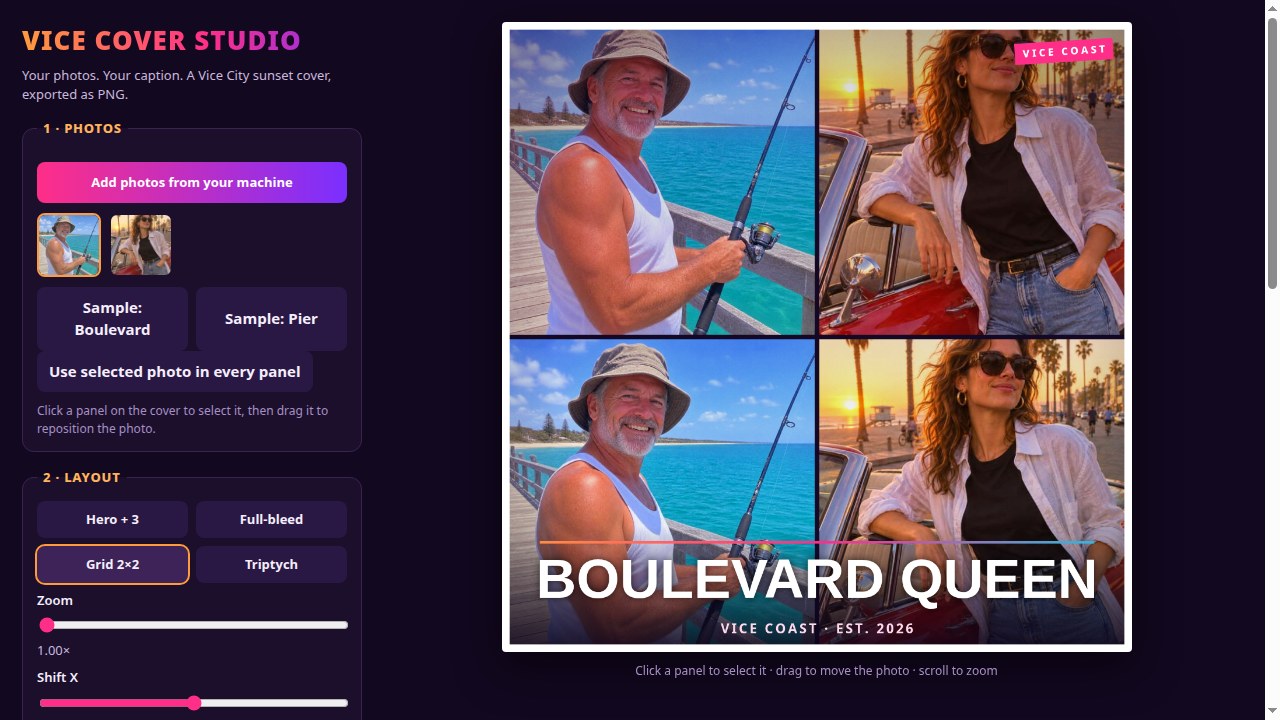 VICE COVER STUDIO
Your photos. Your caption. A Vice City sunset cover,
exported as PNG.
1 · PHOTOS
Add photos from your machine
Sample:
Boulevard
Sample: Pier
Use selected photo in every panel
Click a panel on the cover to select it, then drag it to
reposition the photo.
2 · LAYOUT
Hero + 3
Full-bleed
Grid 2×2
Triptych
Zoom
1.00×
Shift X
VICE COAST
BOULEVARD QUEEN
VICE COAST · EST. 2026
Click a panel to select it · drag to move the photo · scroll to zoom